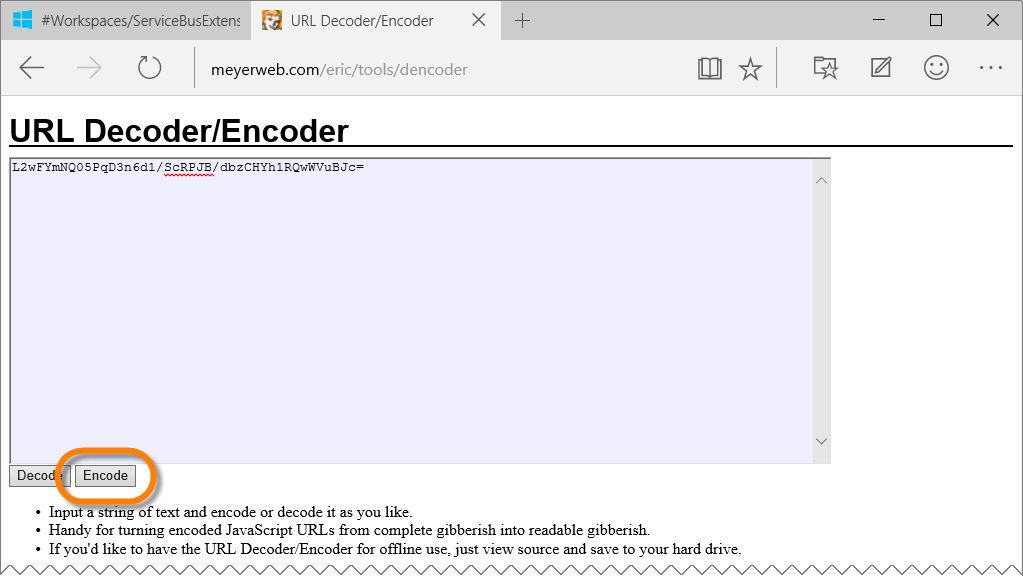 #Workspaces/ServiceBusExtens
URL Decoder/Encoder
meyerweb.com/eric/tools/dencoder
URL Decoder/Encoder
L2wFYmNQ05PqD3n6d1/ScRPJB/dbzCHYh1RQwWVuBJc=
Decode Encode
• Input a string of text and encode or decode it as you like.
• Handy for turning encoded JavaScript URLs from complete gibberish into readable gibberish.
• If you'd like to have the URL Decoder/Encoder for offline use, just view source and save to your hard drive.